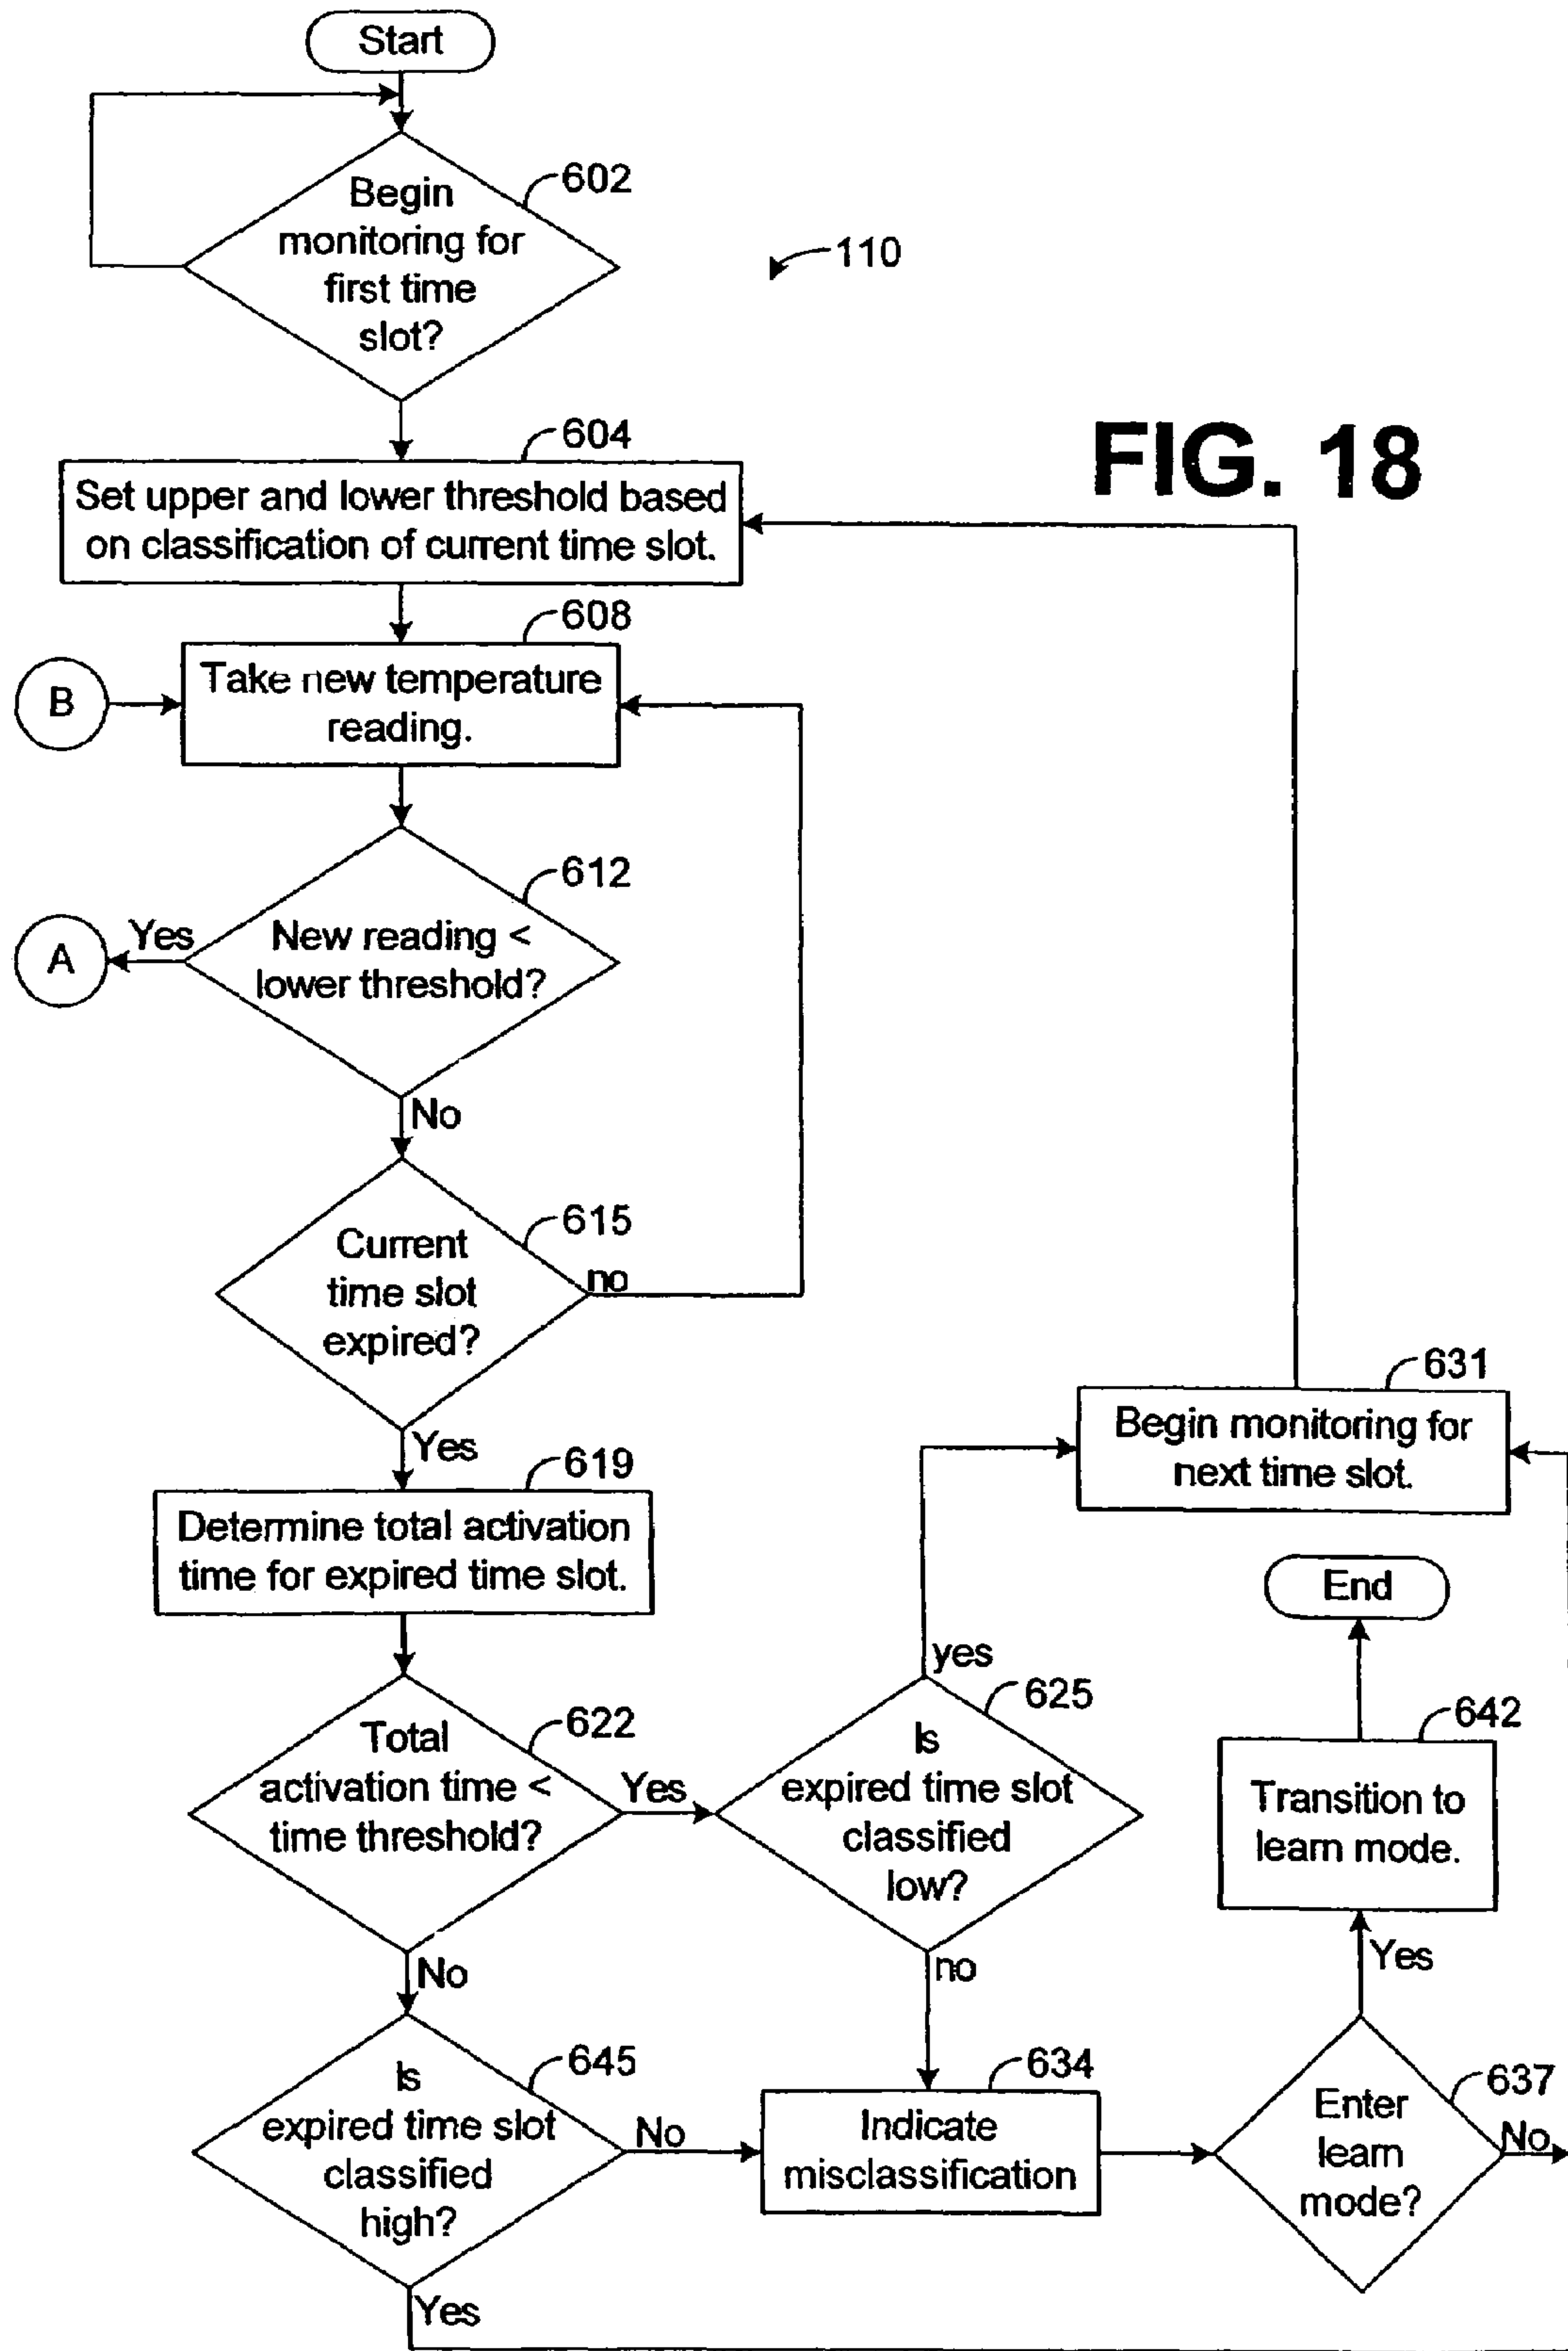 Start
Begin
monitoring for
first time
slot?
602
110
FIG. 18
604
Set upper and lower threshold based
on classification of current time slot.
608
B
Take new temperature
reading.
612
A
Yes
New reading <
lower threshold?
No
615
Current
time slot
expired?
no
Yes
619
Determine total activation
time for expired time slot.
631
Begin monitoring for
next time slot.
End
622
Total
activation time <
time threshold?
Yes
No
yes
625
Is
expired time slot
classified
low?
no
642
Transition to
learn mode.
Yes
645
Is
expired time slot
classified
high?
No
Yes
634
Indicate
misclassification
637
Enter
learn
mode?
No